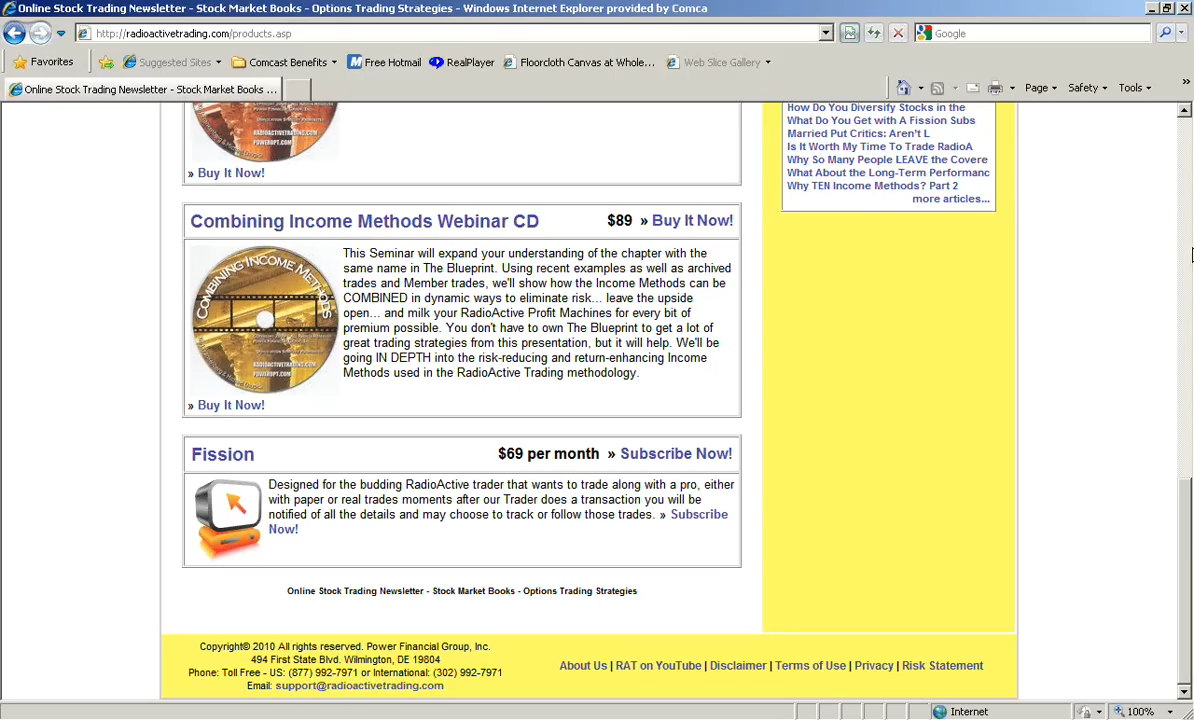 Online Stock Trading Newsletter - Stock Market Books - Options Trading Strategies - Windows Internet Explorer provided by Comca
http://radioactivetrading.com/products.asp
Google
Favorites
Suggested Sites
Comcast Benefits
Free Hotmail
RealPlayer
Floorcloth Canvas at Whole...
Web Slice Gallery
Online Stock Trading Newsletter - Stock Market Books ...
Page
Safety
Tools
»
RADIOACTIVETRADING.COM
POWEROPT.COM
» Buy It Now!
How Do You Diversify Stocks in the
What Do You Get with A Fission Subs
Married Put Critics: Aren't L
Is It Worth My Time To Trade RadioA
Why So Many People LEAVE the Covere
What About the Long-Term Performanc
Why TEN Income Methods? Part 2
more articles...
Combining Income Methods Webinar CD
$89 » Buy It Now!
COMBINING INCOME METHODS
RADIOACTIVETRADING.COM
POWEROPT.COM
This Seminar will expand your understanding of the chapter with the
same name in The Blueprint. Using recent examples as well as archived
trades and Member trades, we'll show how the Income Methods can be
COMBINED in dynamic ways to eliminate risk... leave the upside
open... and milk your RadioActive Profit Machines for every bit of
premium possible. You don't have to own The Blueprint to get a lot of
great trading strategies from this presentation, but it will help. We'll be
going IN DEPTH into the risk-reducing and return-enhancing Income
Methods used in the RadioActive Trading methodology.
» Buy It Now!
Fission
$69 per month » Subscribe Now!
Designed for the budding RadioActive trader that wants to trade along with a pro, either
with paper or real trades moments after our Trader does a transaction you will be
notified of all the details and may choose to track or follow those trades. » Subscribe
Now!
Online Stock Trading Newsletter - Stock Market Books - Options Trading Strategies
Copyright© 2010 All rights reserved. Power Financial Group, Inc.
494 First State Blvd. Wilmington, DE 19804
Phone: Toll Free - US: (877) 992-7971 or International: (302) 992-7971
Email: support@radioactivetrading.com
About Us | RAT on YouTube | Disclaimer | Terms of Use | Privacy | Risk Statement
Internet
100%